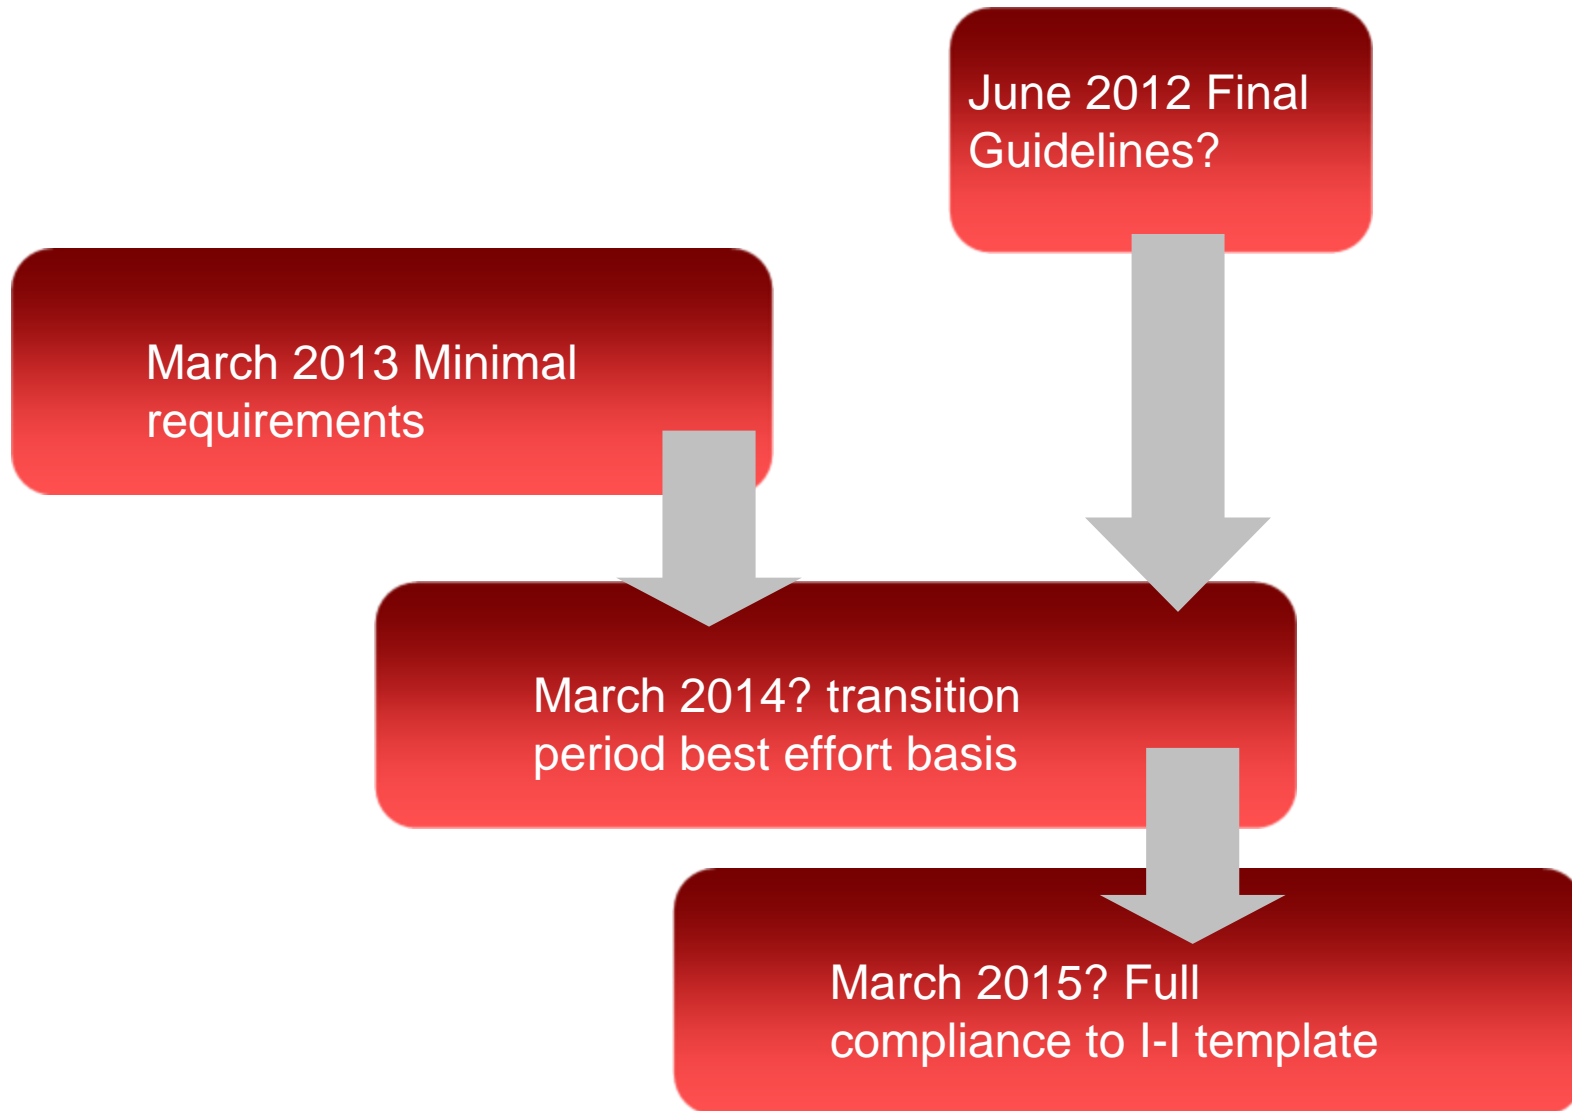 June 2012 Final
Guidelines?
March 2013 Minimal
requirements
March 2014? transition
period best effort basis
March 2015? Full
compliance to I-I template